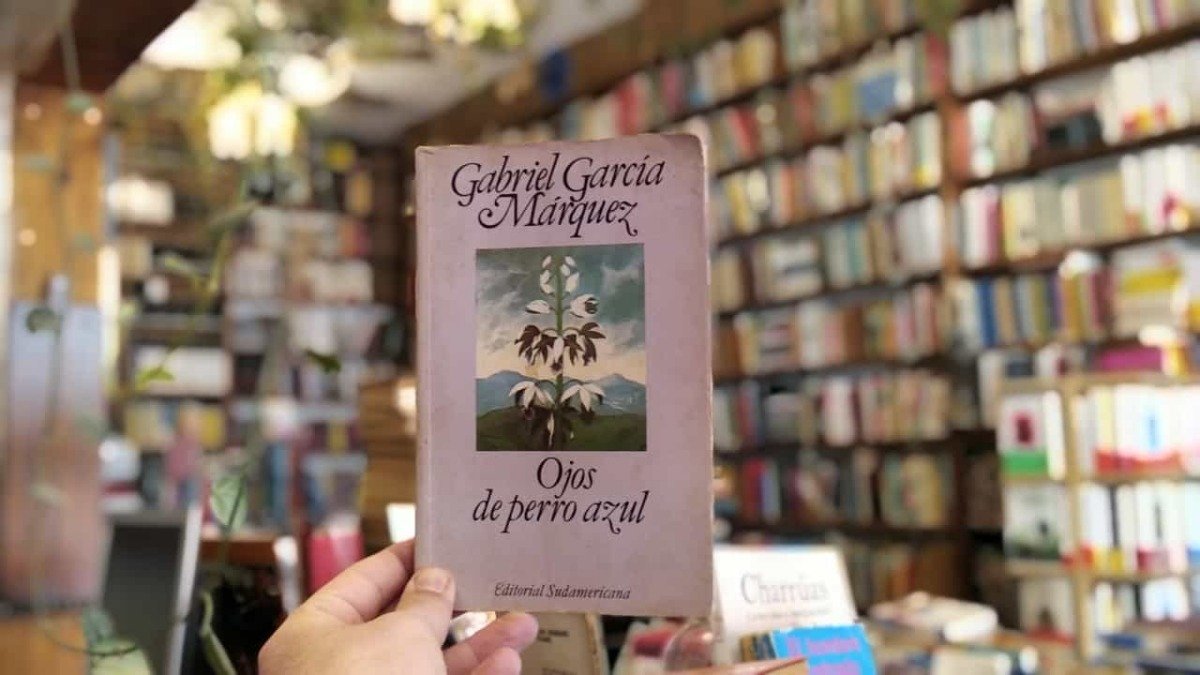 Gabriel García
Márquez
Ojos
de perro azul
Editorial Sudamericana
Charrúas